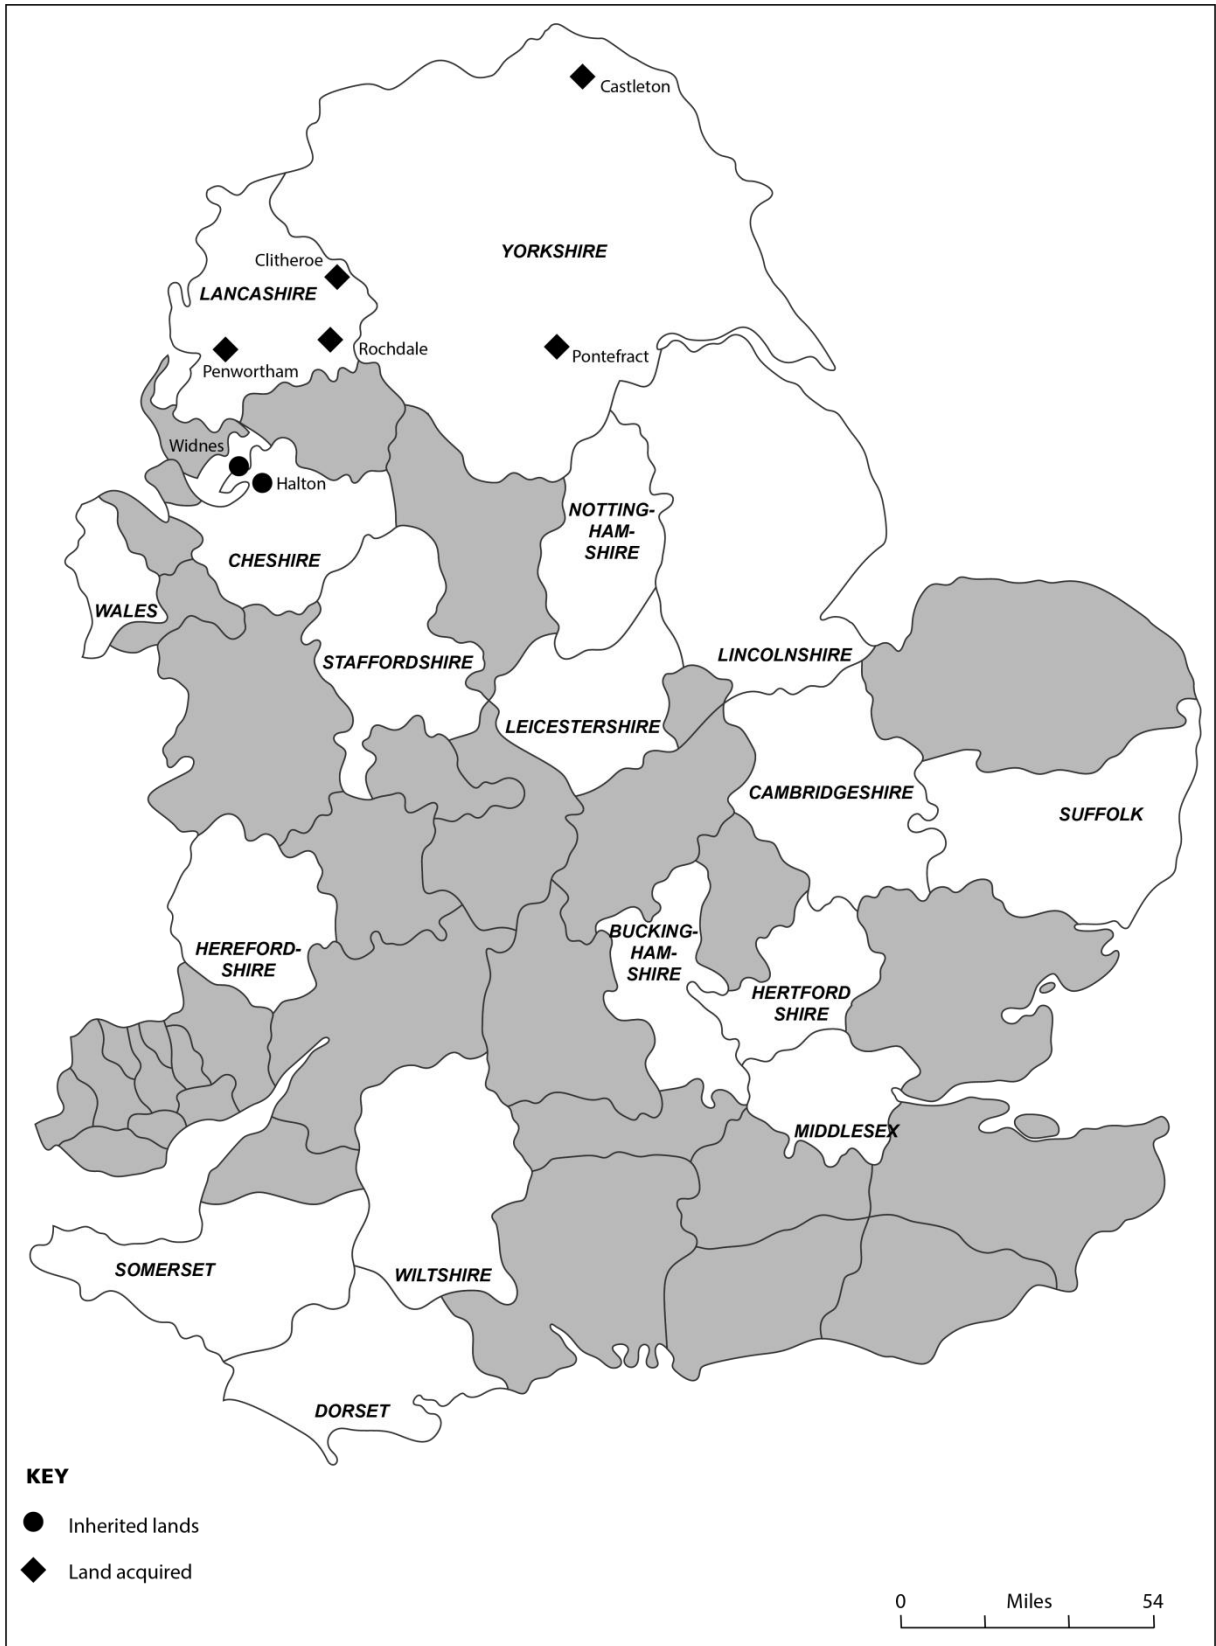 Castleton
YORKSHIRE
Clitheroe
LANCASHIRE
Rochdale
Pontefract
Penwortham
Widnes
Halton
NOTTING-
HAM-
SHIRE
CHESHIRE
WALES
STAFFORDSHIRE
LINCOLNSHIRE
LEICESTERSHIRE
CAMBRIDGESHIRE
SUFFOLK
BUCKING-
HAM-
SHIRE
HEREFORD-
SHIRE
HERTFORD
SHIRE
MIDDLESEX
SOMERSET
WILTSHIRE
DORSET
KEY
Inherited lands
Land acquired
0 Miles 54